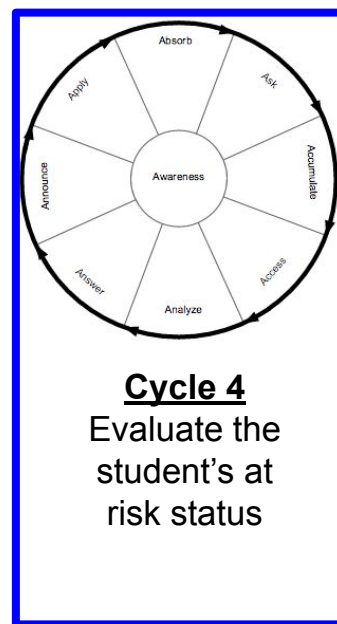 Absorb
Ask
Accumulate
Access
Analyze
Answer
Announce
Apply
Awareness
Cycle 4
Evaluate the
student’s at
risk status